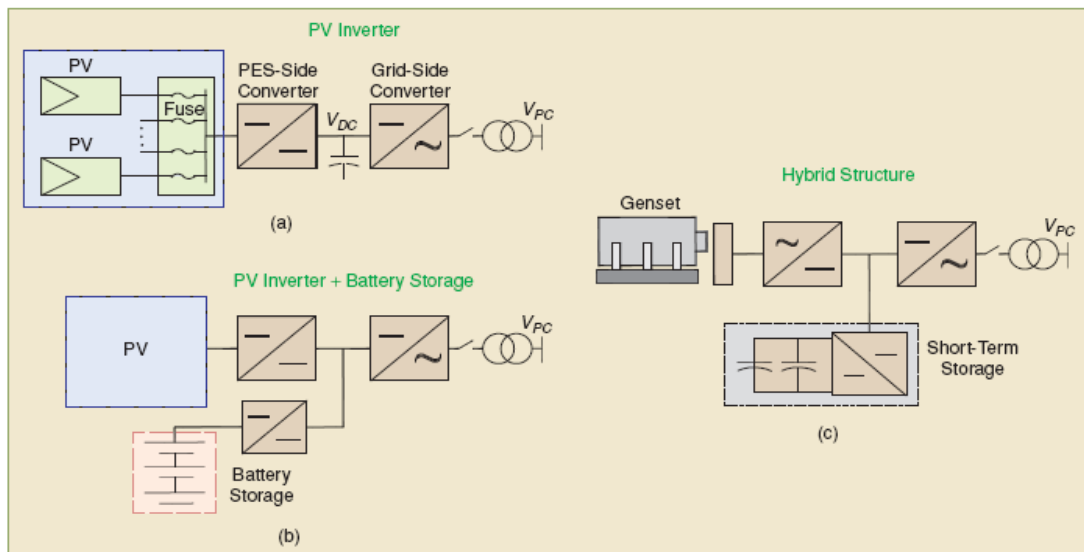 PV Inverter
PV
Fuse
PV
PES-Side
Converter
V_DC
Grid-Side
Converter
V_PC
(a)
PV Inverter + Battery Storage
PV
V_PC
Battery
Storage
(b)
Hybrid Structure
Genset
V_PC
Short-Term
Storage
(c)